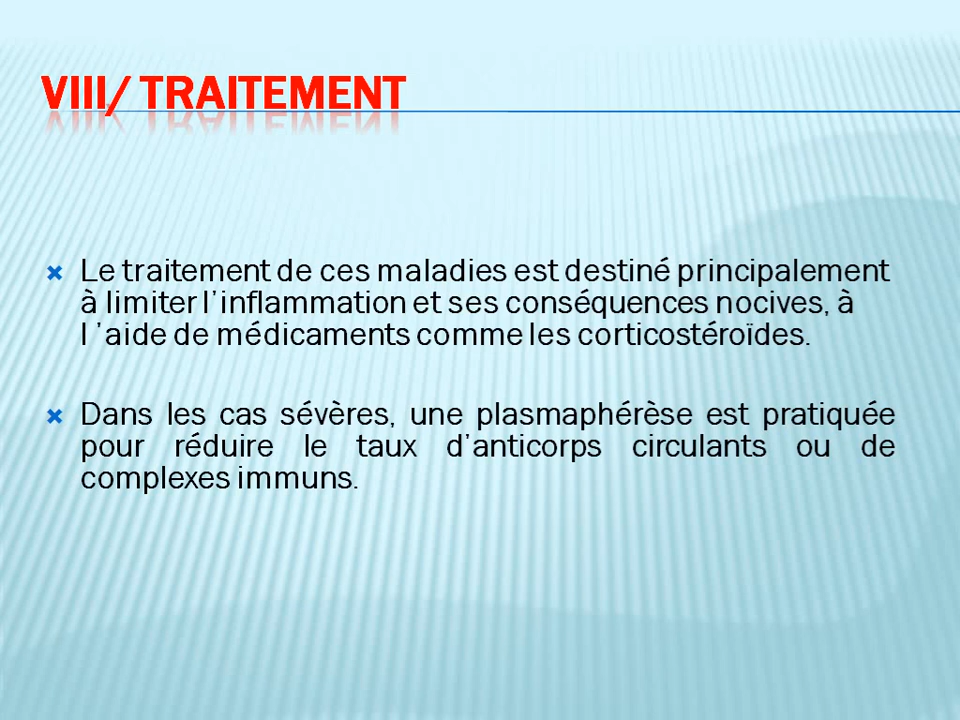 VIII/ TRAITEMENT
Le traitement de ces maladies est destiné principalement
à limiter l'inflammation et ses conséquences nocives, à
l 'aide de médicaments comme les corticostéroïdes.
Dans les cas sévères, une plasmaphérèse est pratiquée
pour réduire le taux d'anticorps circulants ou de
complexes immuns.